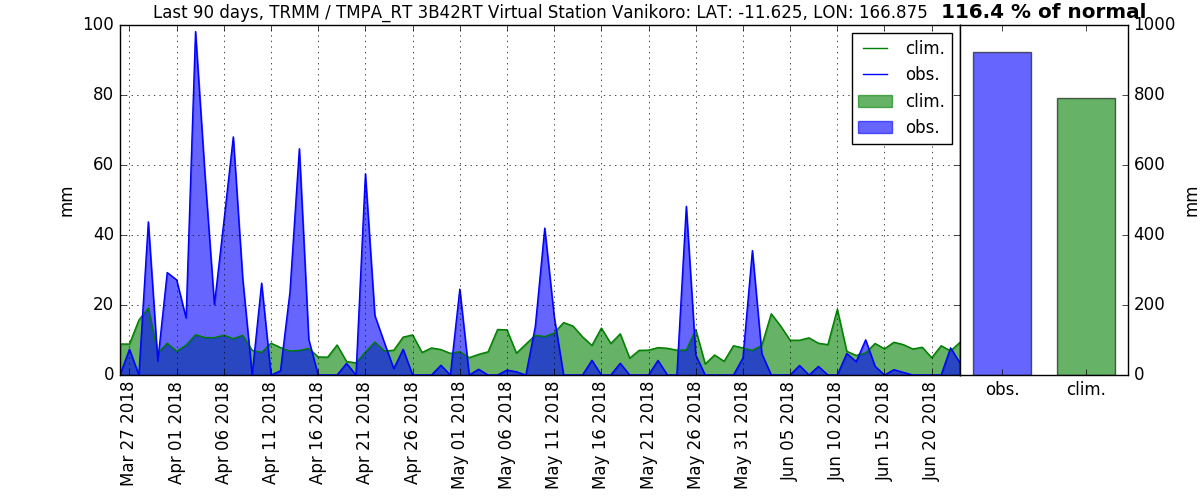 Last 90 days, TRMM / TMPA_RT 3B42RT Virtual Station Vanikoro: LAT: -11.625, LON: 166.875
116.4 % of normal
100
80
60
40
20
0
mm
clim.
obs.
clim.
obs.
Mar 27 2018
Apr 01 2018
Apr 06 2018
Apr 11 2018
Apr 16 2018
Apr 21 2018
Apr 26 2018
May 01 2018
May 06 2018
May 11 2018
May 16 2018
May 21 2018
May 26 2018
May 31 2018
Jun 05 2018
Jun 10 2018
Jun 15 2018
Jun 20 2018
1000
800
600
400
200
0
mm
obs.
clim.